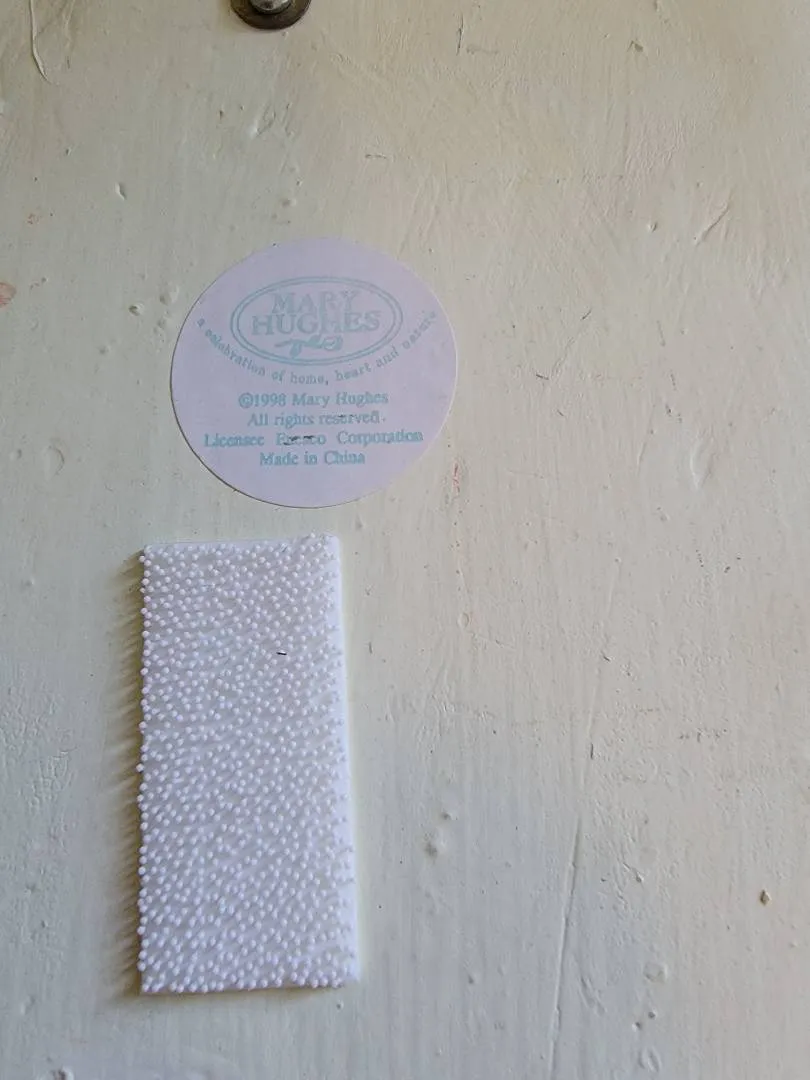 MARY
HUGHES
a celebration of home, heart and nature
©1998 Mary Hughes
All rights reserved.
Licensee Enesco Corporation
Made in China